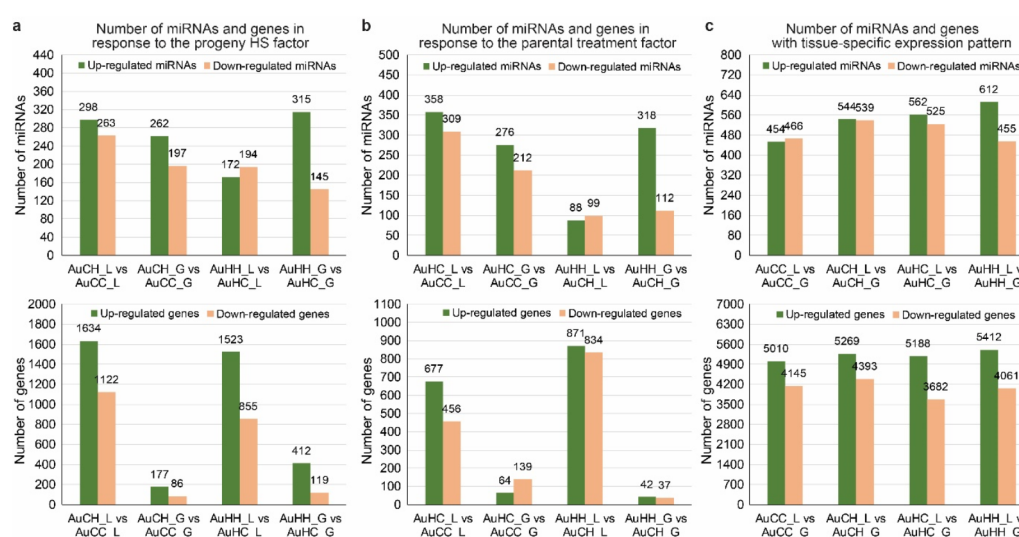 a
Number of miRNAs and genes in
response to the progeny HS factor
Number of miRNAs
440
400
360
320
280
240
200
160
120
80
40
0
Up-regulated miRNAs Down-regulated miRNAs
298 263 262 197 172 194 315 145
AuCH_L vs AuCH_G vs AuHH_L vs AuHH_G vs
AuCC_L AuCC_G AuHC_L AuHC_G
Number of genes
2000
1800
1600
1400
1200
1000
800
600
400
200
0
Up-regulated genes Down-regulated genes
1634 1122 177 86 1523 855 412 119
AuCH_L vs AuCH_G vs AuHH_L vs AuHH_G vs
AuCC_L AuCC_G AuHC_L AuHC_G
b
Number of miRNAs and genes in
response to the parental treatment factor
Number of miRNAs
500
450
400
350
300
250
200
150
100
50
0
Up-regulated miRNAs Down-regulated miRNAs
358 309 276 212 88 99 318 112
AuHC_L vs AuHC_G vs AuHH_L vs AuHH_G vs
AuCC_L AuCC_G AuCH_L AuCH_G
Number of genes
1100
1000
900
800
700
600
500
400
300
200
100
0
Up-regulated genes Down-regulated genes
677 456 64 139 871 834 42 37
AuHC_L vs AuHC_G vs AuHH_L vs AuHH_G vs
AuCC_L AuCC_G AuCH_L AuCH_G
c
Number of miRNAs and genes
with tissue-specific expression pattern
Number of miRNAs
800
720
640
560
480
400
320
240
160
80
0
Up-regulated miRNAs Down-regulated miRNAs
454 466 544 539 562 525 612 455
AuCC_L vs AuCH_L vs AuHC_L vs AuHH_L vs
AuCC_G AuCH_G AuHC_G AuHH_G
Number of genes
7000
6300
5600
4900
4200
3500
2800
2100
1400
700
0
Up-regulated genes Down-regulated genes
5010 4145 5269 4393 5188 3682 5412 4061
AuCC_L vs AuCH_L vs AuHC_L vs AuHH_L vs
AuCC_G AuCH_G AuHC_G AuHH_G